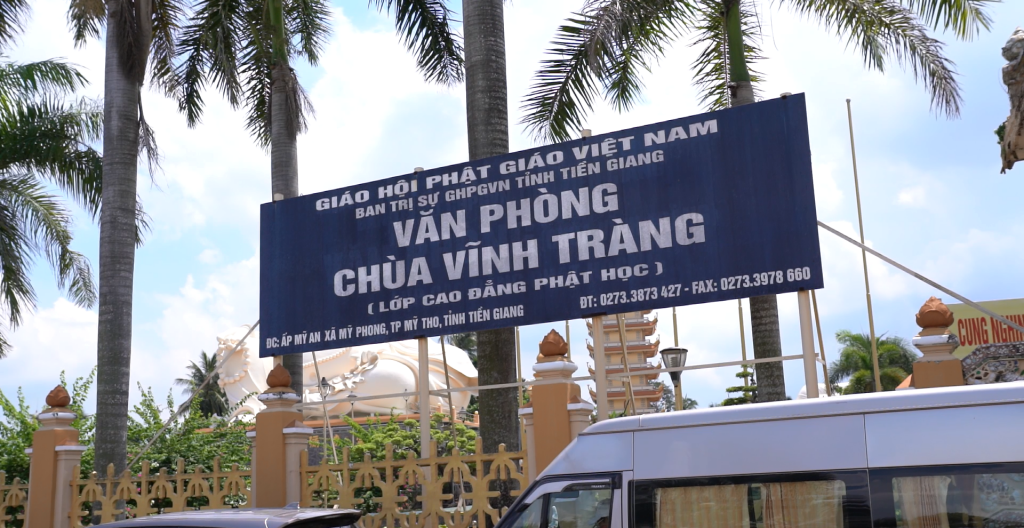 GIÁO HỘI PHẬT GIÁO VIỆT NAM
BAN TRỊ SỰ GHPGVN TỈNH TIỀN GIANG
VĂN PHÒNG
CHÙA VĨNH TRÀNG
( LỚP CAO ĐẲNG PHẬT HỌC )
ĐC: ẤP MỸ AN XÃ MỸ PHONG, TP MỸ THO, TỈNH TIỀN GIANG
ĐT: 0273.3873 427 - FAX: 0273.3978 660
CUNG NGHINH